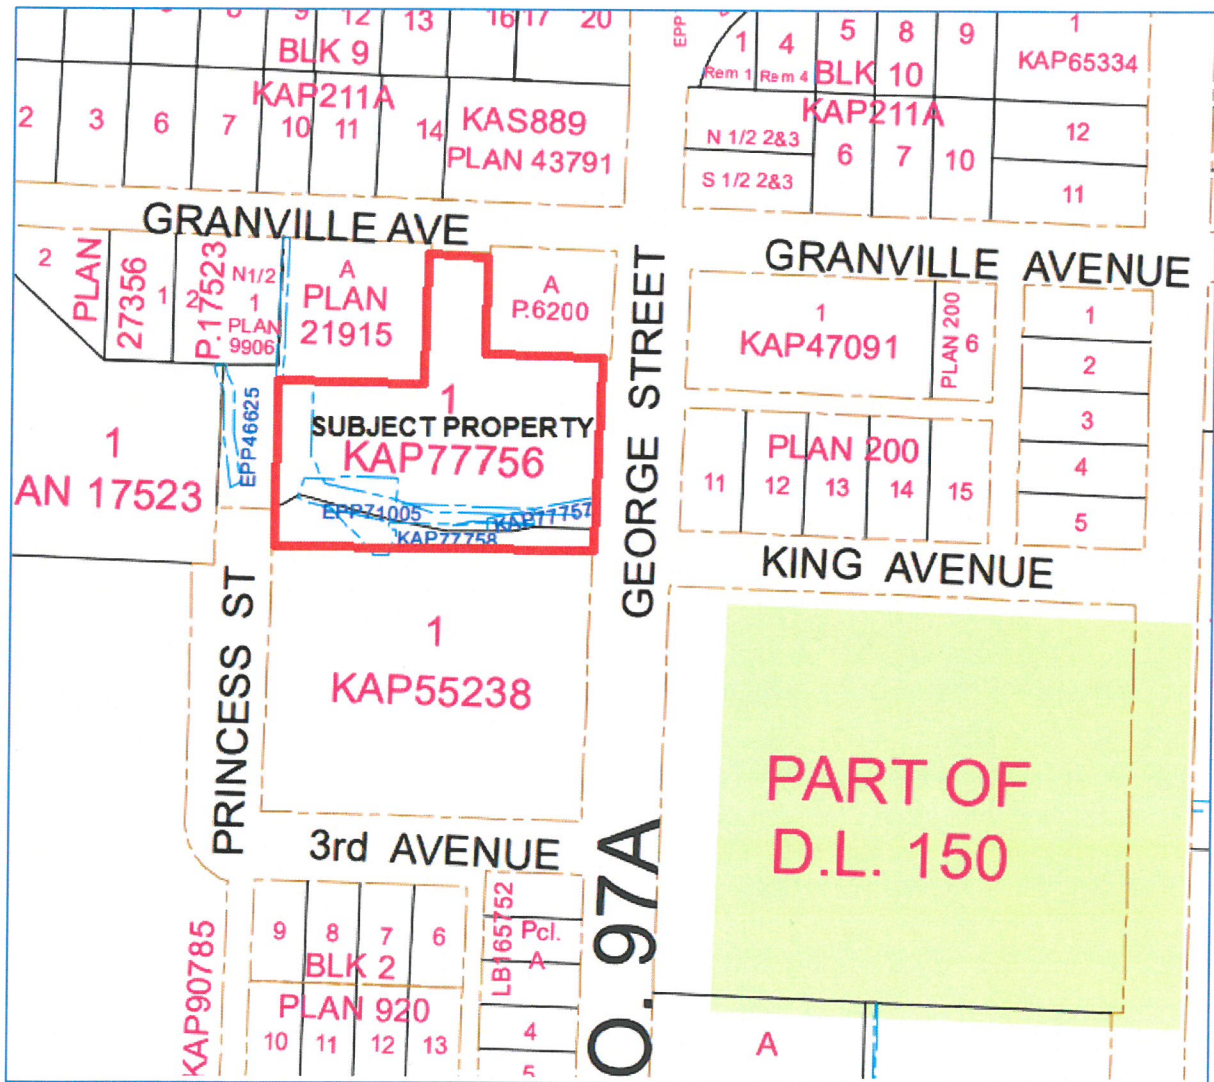 9 12 13 16 17 20
BLK 9
KAP211A
2 3 6 7 10 11 14
KAS889
PLAN 43791
EPP
1 4 5 8 9
Rem 1 Rem 4
BLK 10
KAP211A
1
KAP65334
N 1/2 2&3
6 7 10
12
S 1/2 2&3
11
GRANVILLE AVE
GRANVILLE AVENUE
2
PLAN
27356
1
2
P.17523
N1/2
1
PLAN
9906
A
PLAN
21915
A
P.6200
GEORGE STREET
1
KAP47091
PLAN 200
6
1
2
3
4
5
1
SUBJECT PROPERTY
KAP77756
EPP46625
1
AN 17523
EPP71005
KAP77757
KAP77758
PLAN 200
11 12 13 14 15
KING AVENUE
PRINCESS ST
1
KAP55238
PART OF
D.L. 150
3rd AVENUE
O. 97A
KAP90785
9 8 7 6
BLK 2
PLAN 920
10 11 12 13
LB165752
Pcl.
A
4
5
A